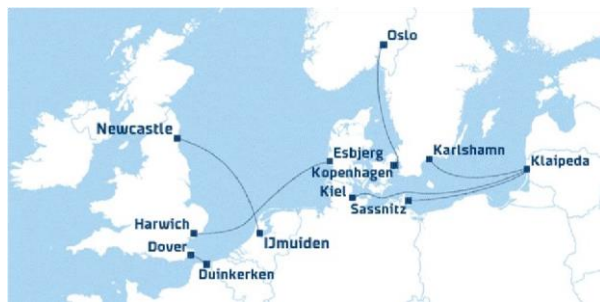 Oslo
Newcastle
Esbjerg
Karlshamn
Kopenhagen
Klaipeda
Kiel
Sassnitz
Harwich
IJmuiden
Dover
Duinkerken